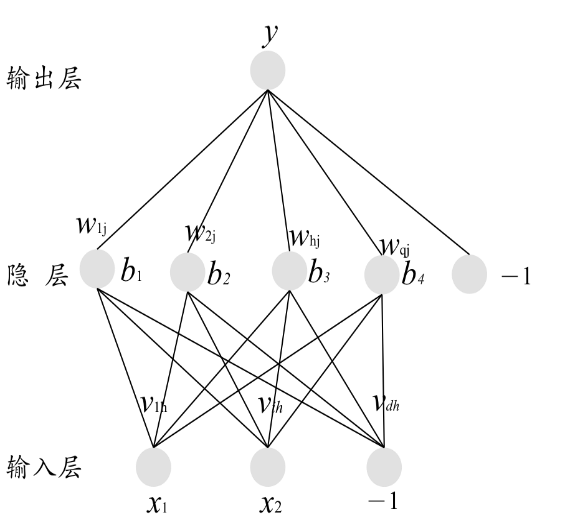 y
输出层
w1j w2j whj wqj
隐 层 b1 b2 b3 b4 −1
v1h vih vdh
输入层
x1 x2 −1